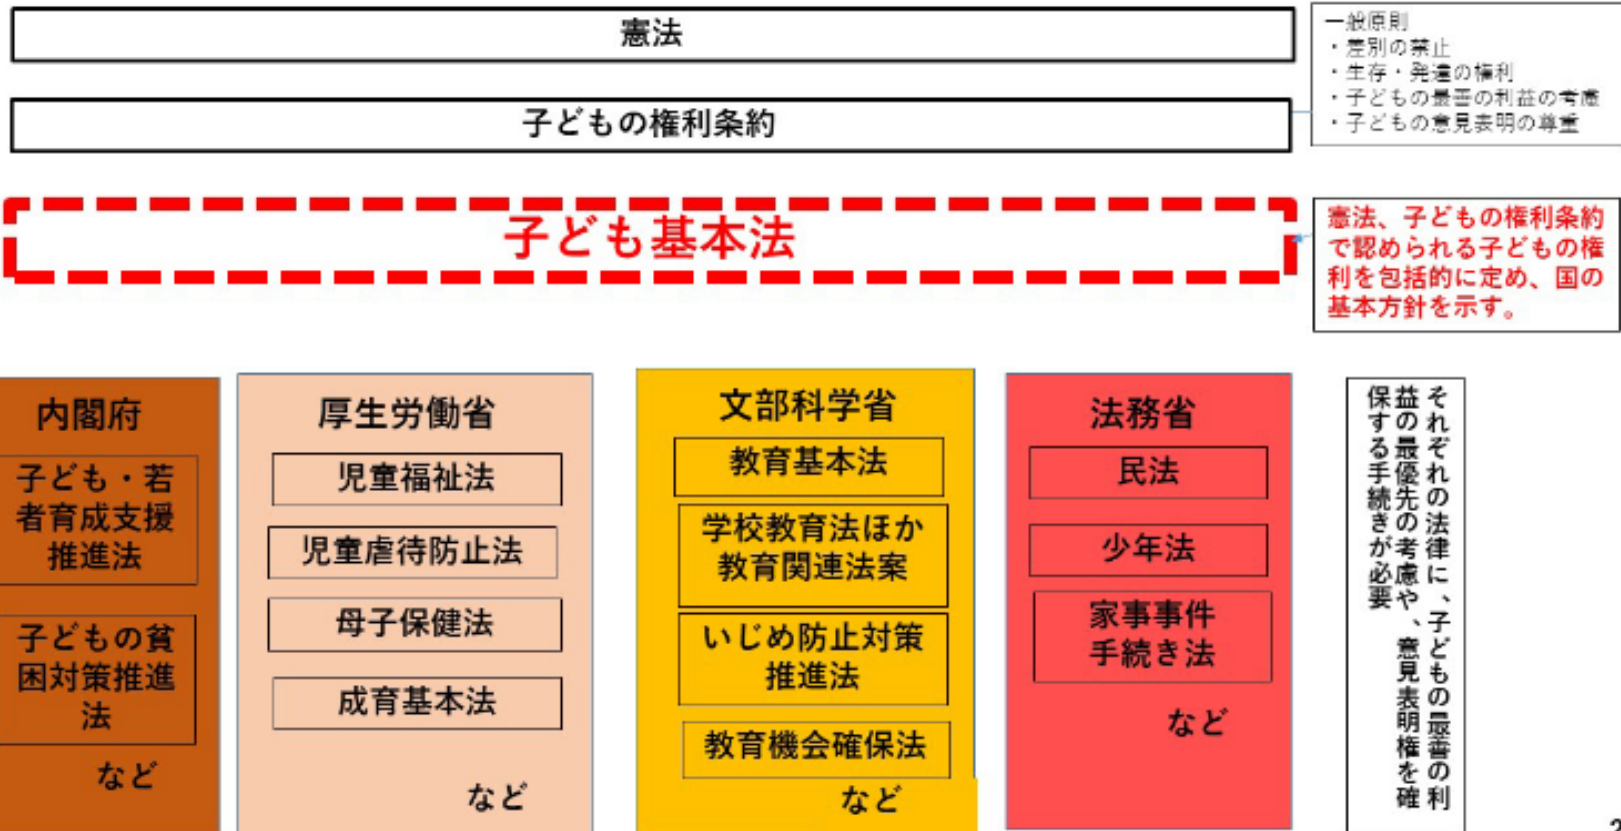 憲法
一般原則
・差別の禁止
・生存・発達の権利
・子どもの最善の利益の考慮
・子どもの意見表明の尊重
子どもの権利条約
子ども基本法
憲法、子どもの権利条約
で認められる子どもの権
利を包括的に定め、国の
基本方針を示す。
内閣府
子ども・若
者育成支援
推進法
子どもの貧
困対策推進
法
など
厚生労働省
児童福祉法
児童虐待防止法
母子保健法
成育基本法
など
文部科学省
教育基本法
学校教育法ほか
教育関連法案
いじめ防止対策
推進法
教育機会確保法
など
法務省
民法
少年法
家事事件
手続き法
など
それぞれの法律に、子どもの最善の利
益の最優先の考慮や、意見表明権を確
保する手続きが必要